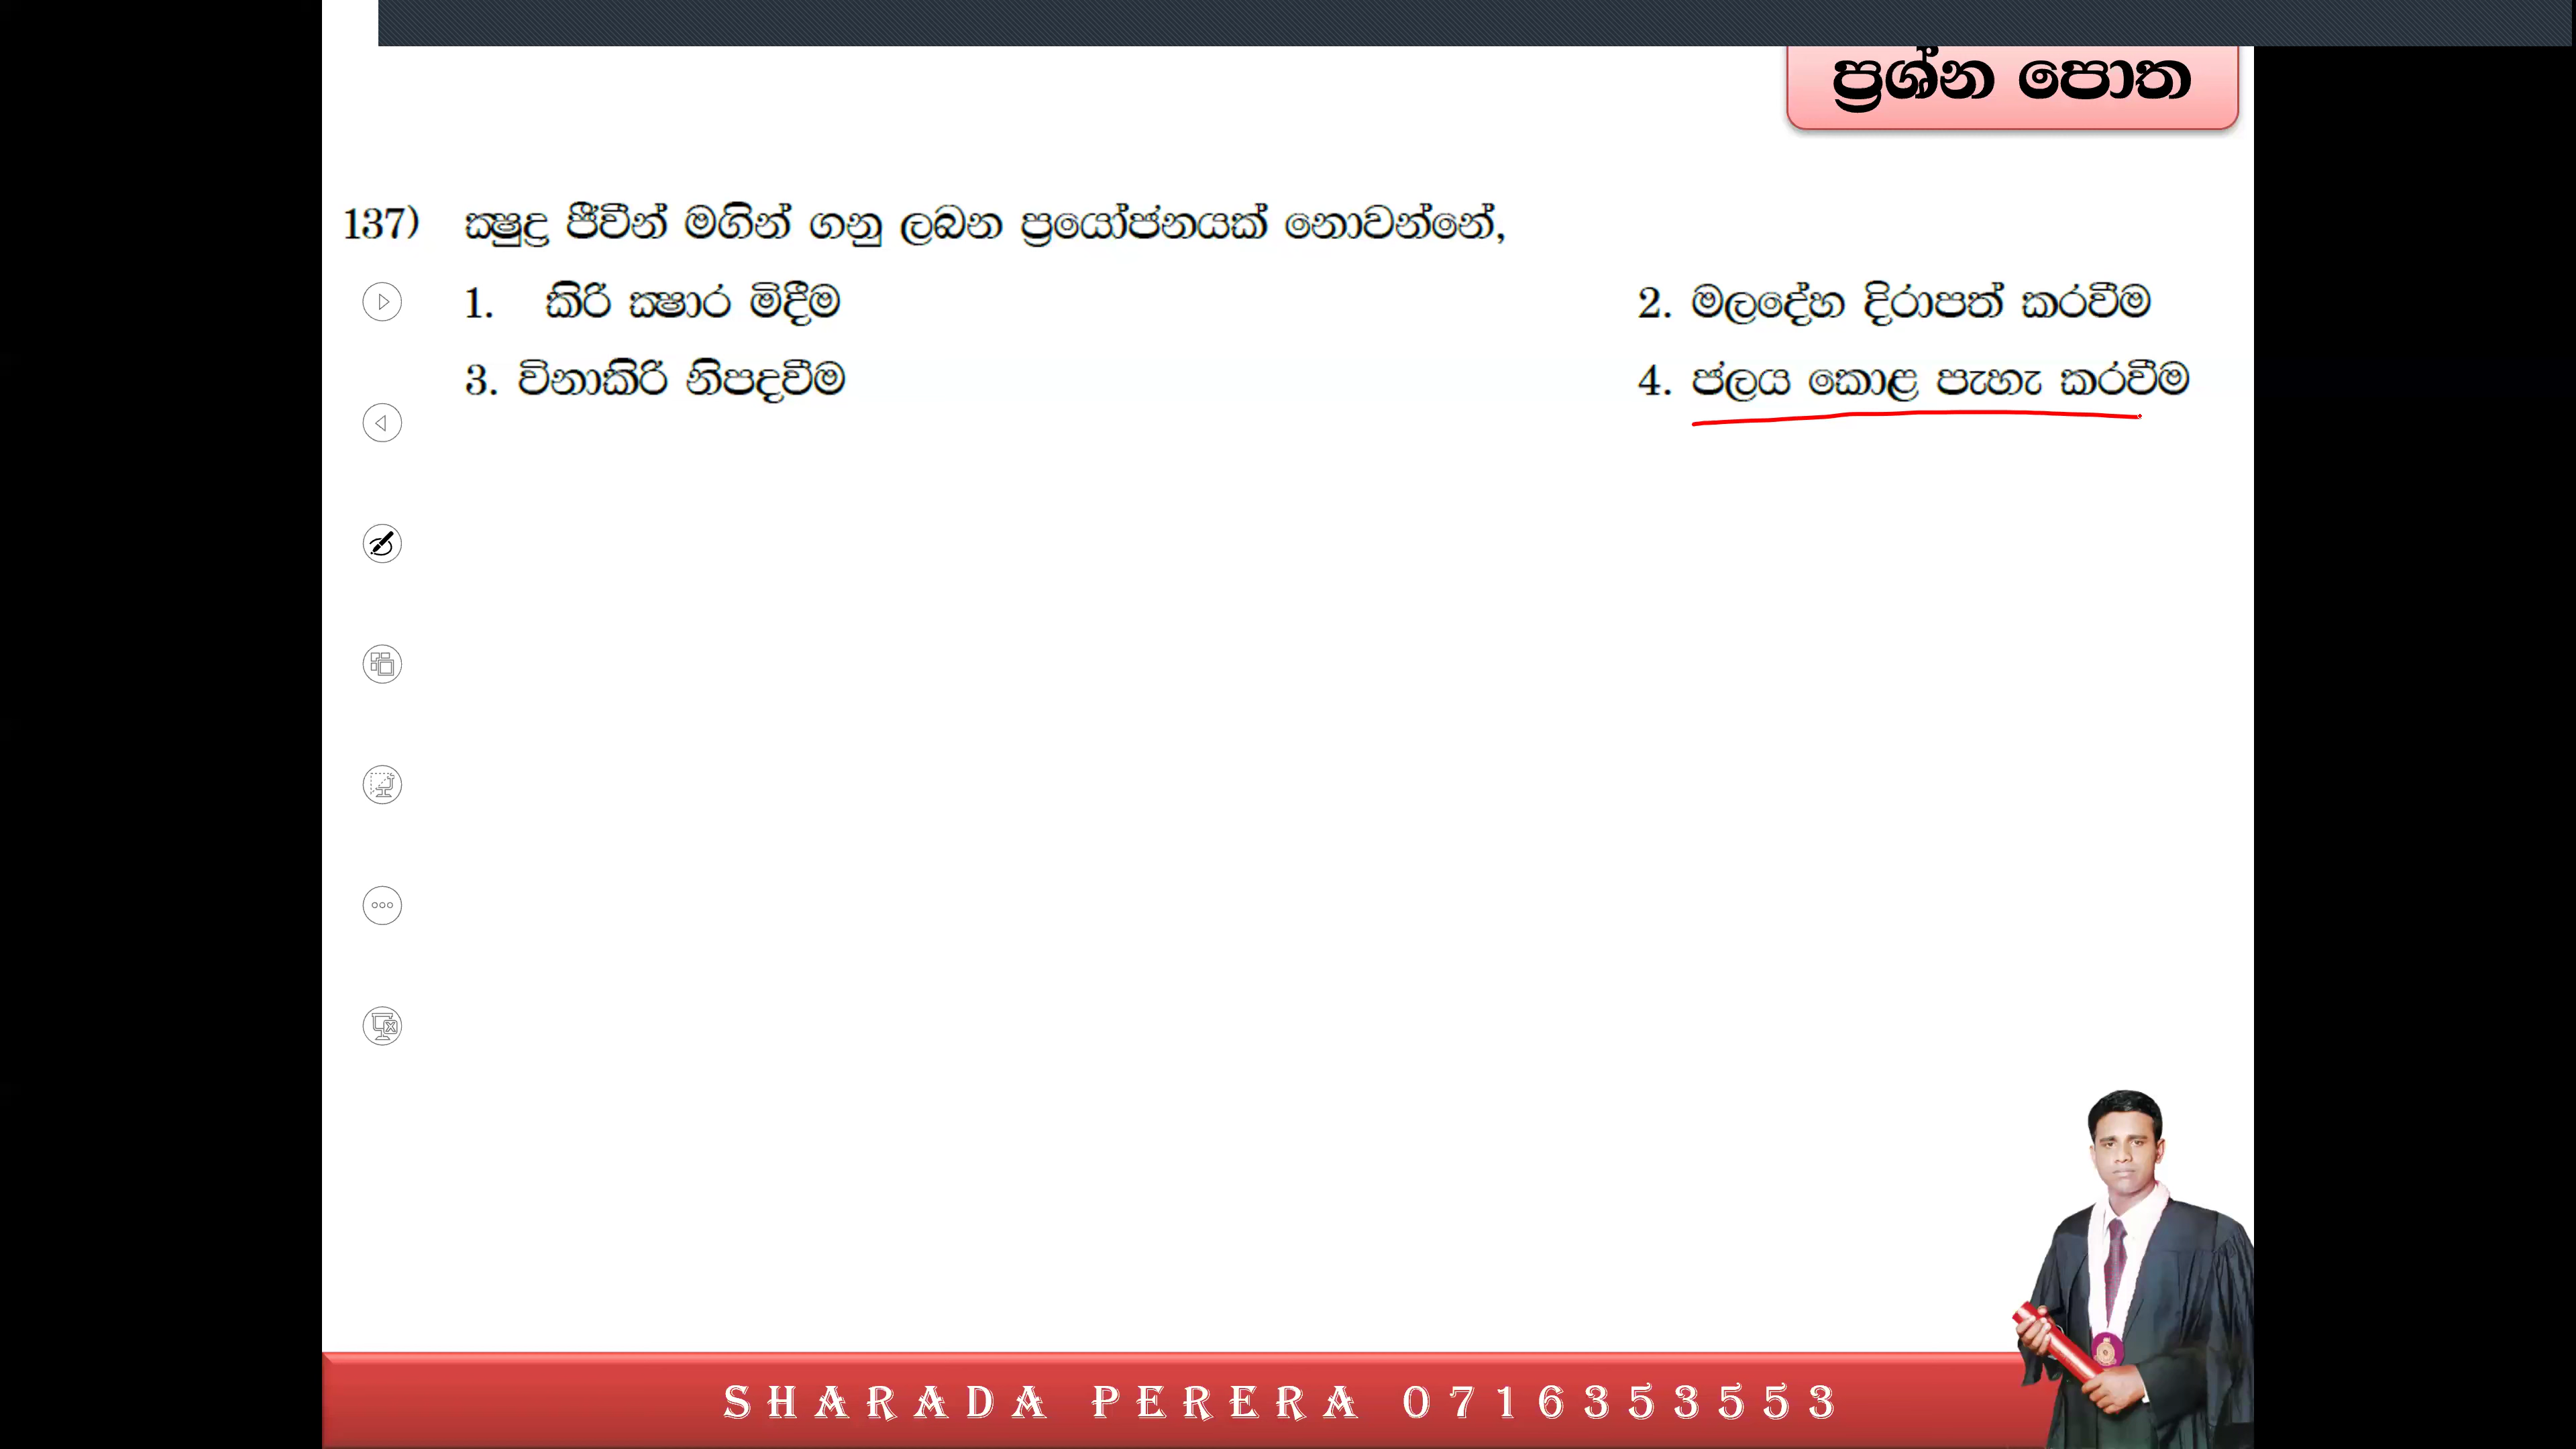 ප්‍රශ්න පොත
137) ක්‍ෂුද්‍ර ජීවීන් මගින් ගනු ලබන ප්‍රයෝජනයක් නොවන්නේ,
1. කිරි ක්‍ෂාර මිදීම 2. මලදේහ දිරාපත් කරවීම
3. විනාකිරි නිපදවීම 4. ජලය කොළ පැහැ කරවීම
SHARADA PERERA 0716353553